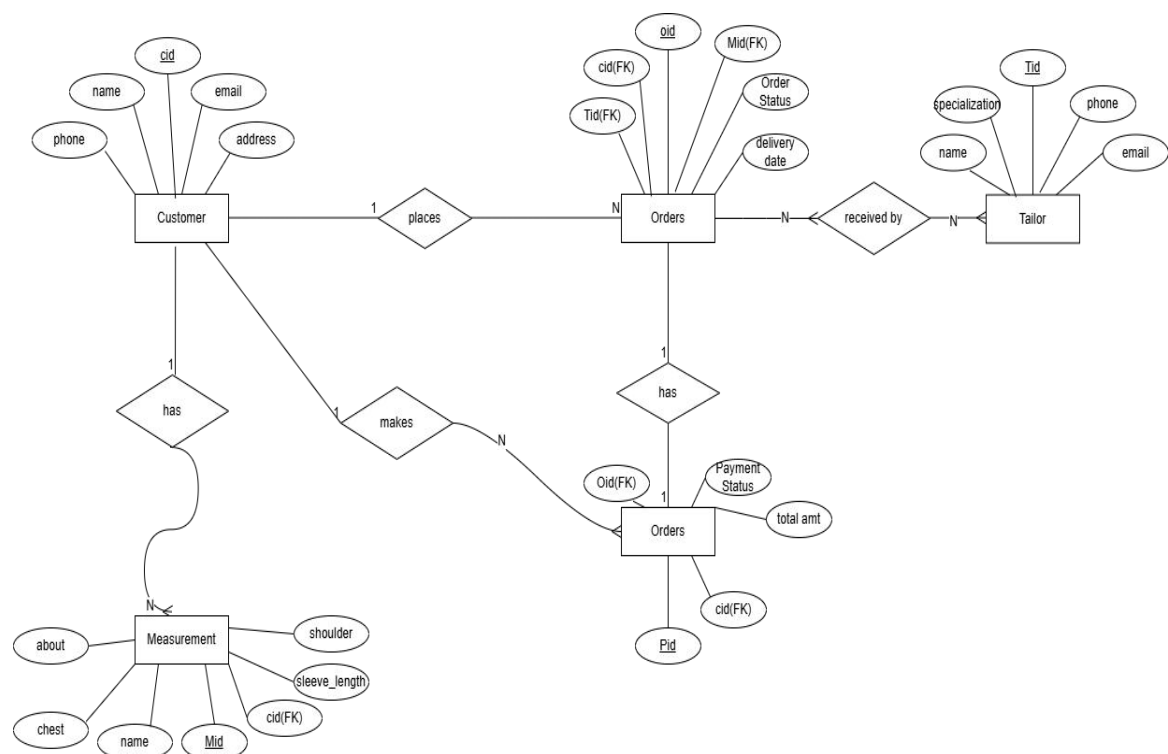 cid
name
email
phone
address
Customer
oid
cid(FK)
Mid(FK)
Tid(FK)
Order
Status
delivery
date
Orders
Tid
specialization
phone
name
email
Tailor
1
places
N
N
received by
N
1
has
1
makes
N
1
has
1
Oid(FK)
Payment
Status
total amt
Orders
cid(FK)
Pid
N
Measurement
about
shoulder
sleeve_length
chest
name
Mid
cid(FK)